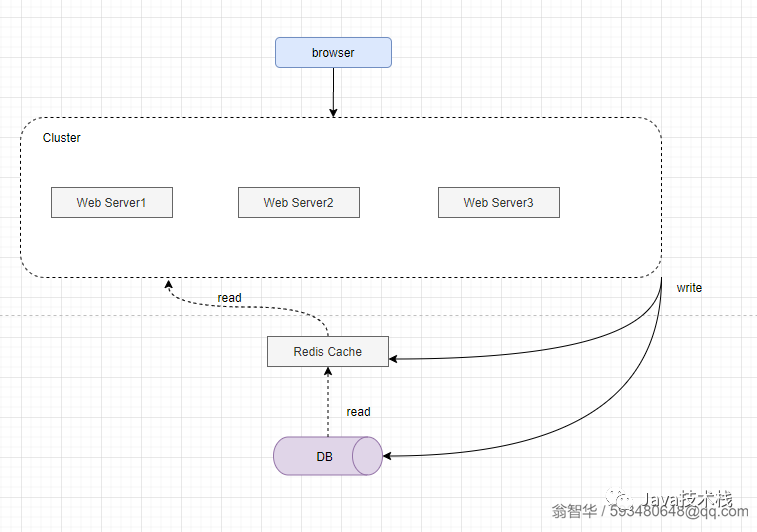 browser
Cluster
Web Server1
Web Server2
Web Server3
read
write
Redis Cache
read
DB
Java技术栈
翁智华 / 593480648@qq.com